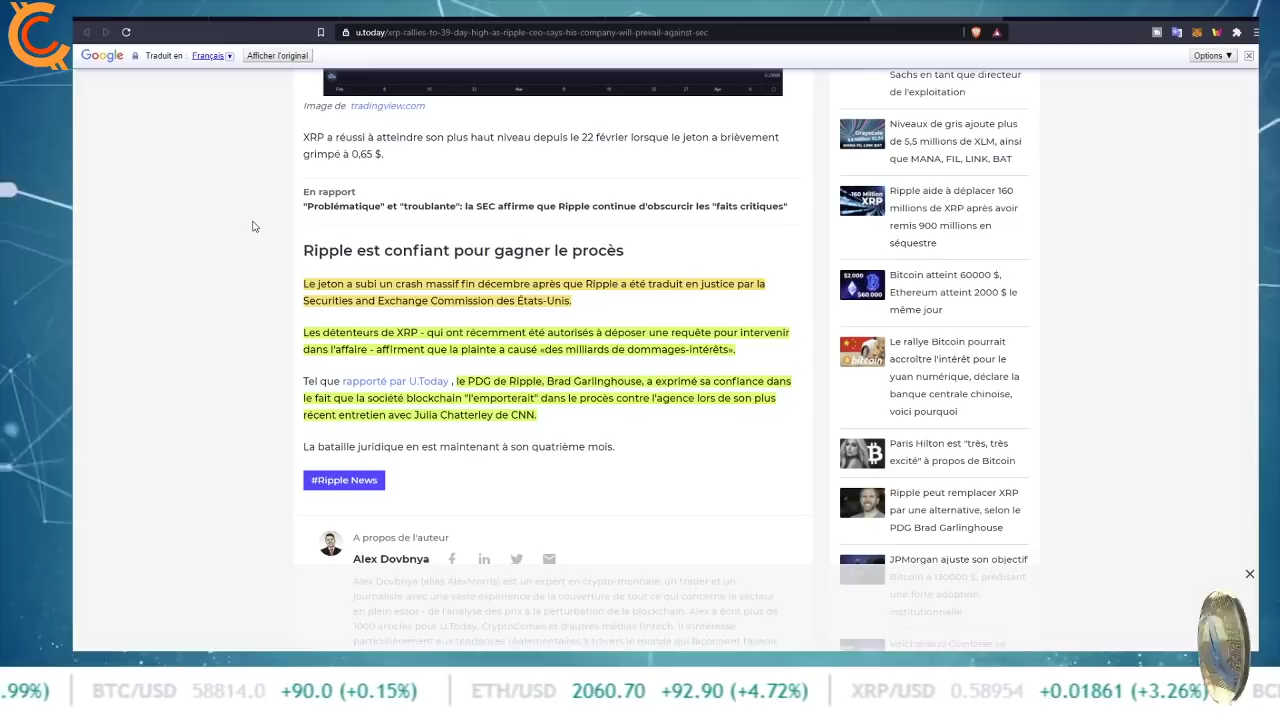 u.today/xrp-rallies-to-39-day-high-as-ripple-ceo-says-his-company-will-prevail-against-sec
Google Traduit en : Français Afficher l'original Options ▼
Image de tradingview.com
XRP a réussi à atteindre son plus haut niveau depuis le 22 février lorsque le jeton a brièvement
grimpé à 0,65 $.
En rapport
"Problématique" et "troublante": la SEC affirme que Ripple continue d'obscurcir les "faits critiques"
Ripple est confiant pour gagner le procès
Le jeton a subi un crash massif fin décembre après que Ripple a été traduit en justice par la
Securities and Exchange Commission des États-Unis.
Les détenteurs de XRP - qui ont récemment été autorisés à déposer une requête pour intervenir
dans l'affaire - affirment que la plainte a causé «des milliards de dommages-intérêts».
Tel que rapporté par U.Today , le PDG de Ripple, Brad Garlinghouse, a exprimé sa confiance dans
le fait que la société blockchain "l'emporterait" dans le procès contre l'agence lors de son plus
récent entretien avec Julia Chatterley de CNN.
La bataille juridique en est maintenant à son quatrième mois.
#Ripple News
A propos de l'auteur
Alex Dovbnya
Alex Dovbnya (alias AlexMorris) est un expert en crypto-monnaie, un trader et un
journaliste avec une vaste expérience de la couverture de tout ce qui concerne le secteur
en plein essor - de l'analyse des prix à la perturbation de la blockchain. Alex a écrit plus de
1000 articles pour U.Today, CryptoComes et d'autres médias fintech. Il s'intéresse
particulièrement aux tendances réglementaires à travers le monde qui façonnent l'avenir
Sachs en tant que directeur
de l'exploitation
Niveaux de gris ajoute plus
de 5,5 millions de XLM, ainsi
que MANA, FIL, LINK, BAT
Ripple aide à déplacer 160
millions de XRP après avoir
remis 900 millions en
séquestre
Bitcoin atteint 60000 $,
Ethereum atteint 2000 $ le
même jour
Le rallye Bitcoin pourrait
accroître l'intérêt pour le
yuan numérique, déclare la
banque centrale chinoise,
voici pourquoi
Paris Hilton est "très, très
excité" à propos de Bitcoin
Ripple peut remplacer XRP
par une alternative, selon le
PDG Brad Garlinghouse
JPMorgan ajuste son objectif
Bitcoin à 130000 $, prédisant
une forte adoption
institutionnelle
.99%) BTC/USD 58814.0 +90.0 (+0.15%) ETH/USD 2060.70 +92.90 (+4.72%) XRP/USD 0.58954 +0.01861 (+3.26%)